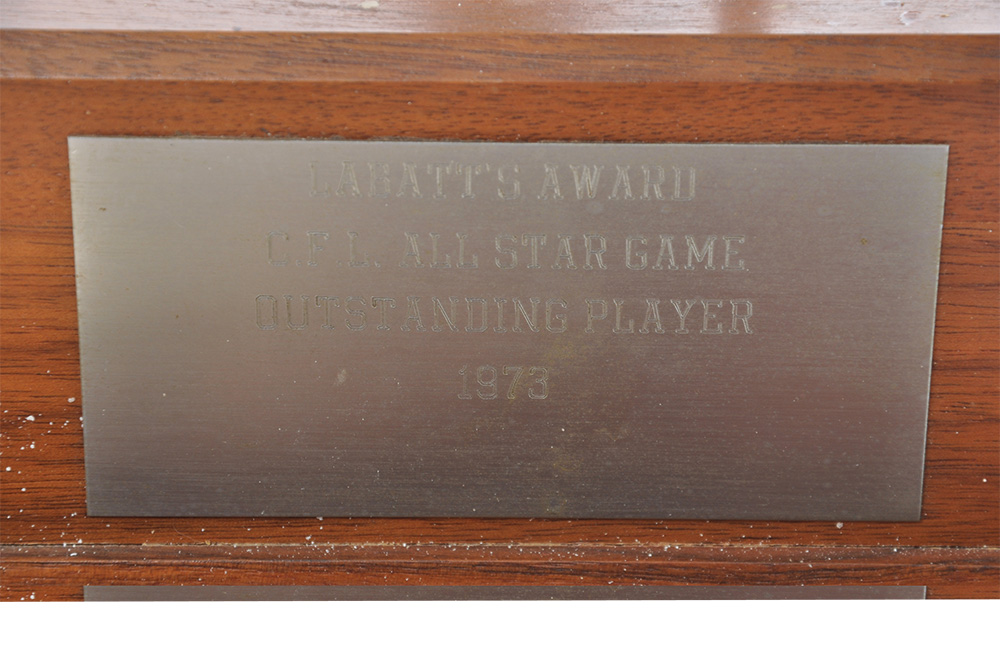 LABATT'S AWARD
C.F.L. ALL STAR GAME
OUTSTANDING PLAYER
1973